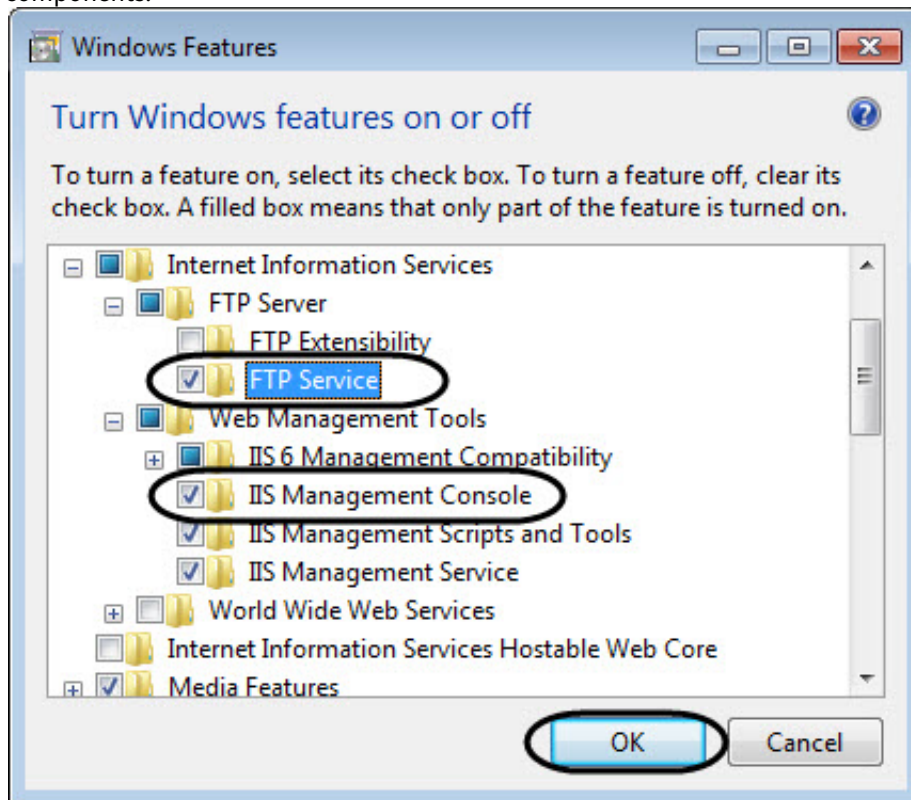 components.
Windows Features
Turn Windows features on or off
To turn a feature on, select its check box. To turn a feature off, clear its
check box. A filled box means that only part of the feature is turned on.
Internet Information Services
FTP Server
FTP Extensibility
FTP Service
Web Management Tools
IIS 6 Management Compatibility
IIS Management Console
IIS Management Scripts and Tools
IIS Management Service
World Wide Web Services
Internet Information Services Hostable Web Core
Media Features
OK Cancel